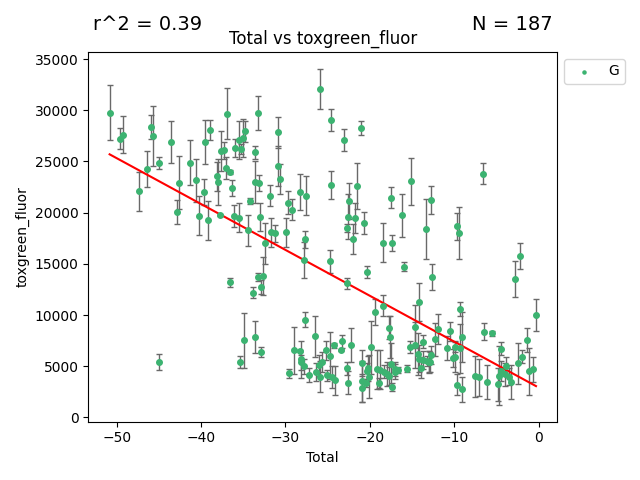 r^2 = 0.39
N = 187
Total vs toxgreen_fluor
G
35000
30000
25000
20000
15000
10000
5000
0
toxgreen_fluor
−50
−40
−30
−20
−10
0
Total